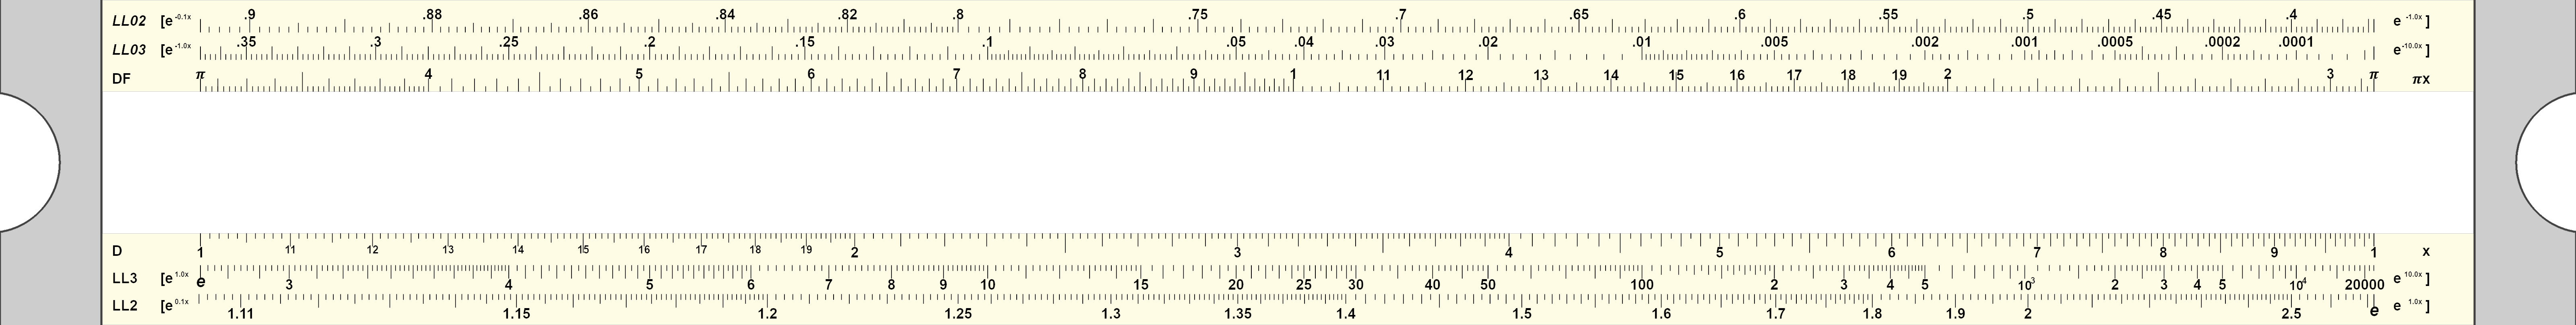 LL02 [e -0.1x .9 .88 .86 .84 .82 .8 .75 .7 .65 .6 .55 .5 .45 .4 e -1.0x ]
LL03 [e -1.0x .35 .3 .25 .2 .15 .1 .05 .04 .03 .02 .01 .005 .002 .001 .0005 .0002 .0001 e -10.0x ]
DF π 4 5 6 7 8 9 1 11 12 13 14 15 16 17 18 19 2 3 π πx
D 1 11 12 13 14 15 16 17 18 19 2 3 4 5 6 7 8 9 1 x
LL3 [e 1.0x e 3 4 5 6 7 8 9 10 15 20 25 30 40 50 100 2 3 4 5 10³ 2 3 4 5 10⁴ 20000 e 10.0x ]
LL2 [e 0.1x 1.11 1.15 1.2 1.25 1.3 1.35 1.4 1.5 1.6 1.7 1.8 1.9 2 2.5 e e 1.0x ]